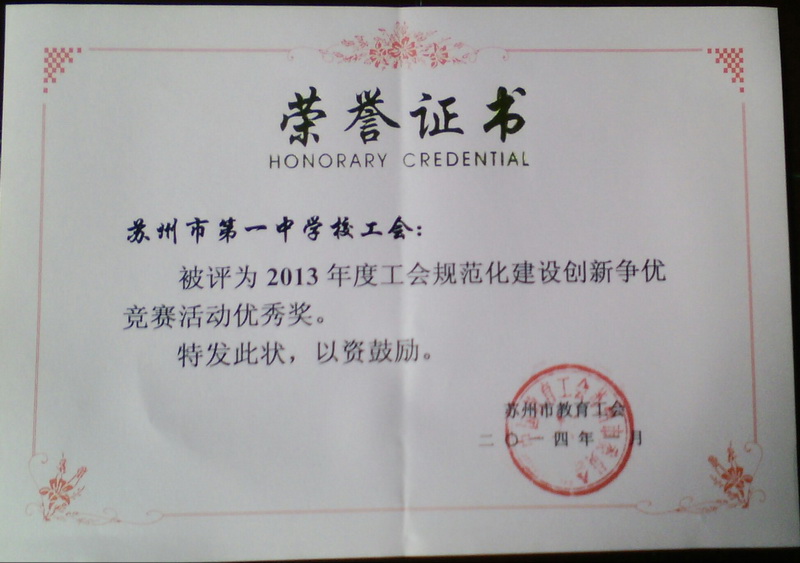 荣誉证书
HONORARY CREDENTIAL
苏州市第一中学校工会：
被评为2013年度工会规范化建设创新争优
竞赛活动优秀奖。
特发此状，以资鼓励。
苏州市教育工会
二〇一四年 月